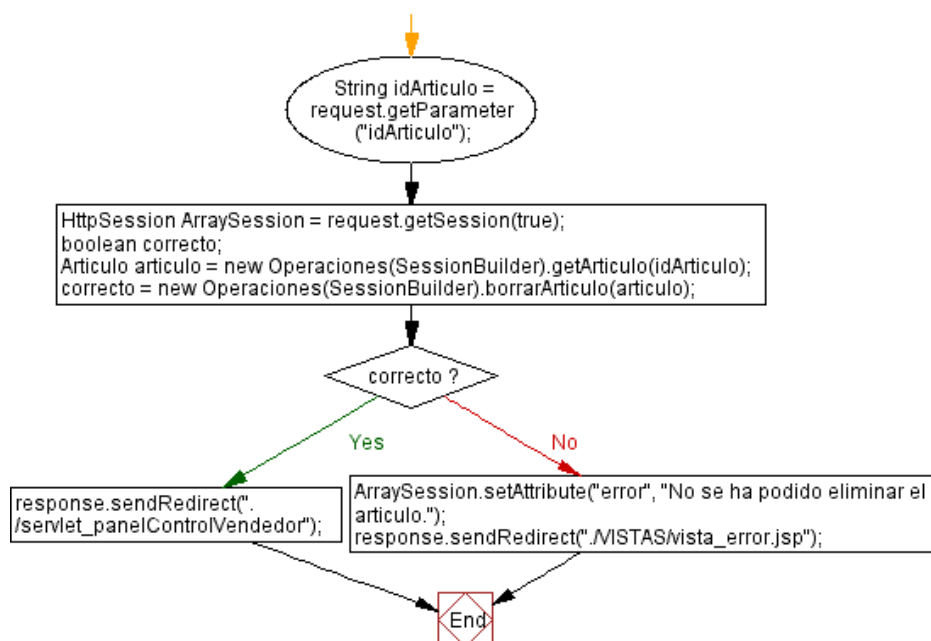 String idArticulo =
request.getParameter
("idArticulo");
HttpSession ArraySession = request.getSession(true);
boolean correcto;
Articulo articulo = new Operaciones(SessionBuilder).getArticulo(idArticulo);
correcto = new Operaciones(SessionBuilder).borrarArticulo(articulo);
correcto ?
Yes
No
response.sendRedirect(".
/servlet_panelControlVendedor");
ArraySession.setAttribute("error", "No se ha podido eliminar el
articulo.");
response.sendRedirect("./VISTAS/vista_error.jsp");
End